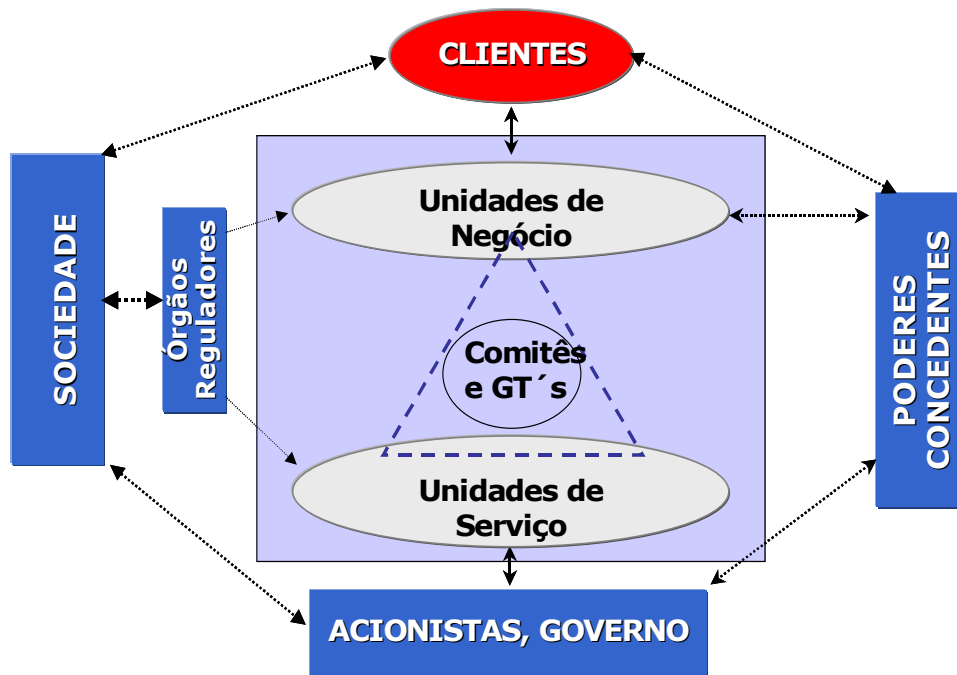 CLIENTES
Unidades de
Negócio
SOCIEDADE
Órgãos
Reguladores
Comitês
e GT´s
PODERES
CONCEDENTES
Unidades de
Serviço
ACIONISTAS, GOVERNO